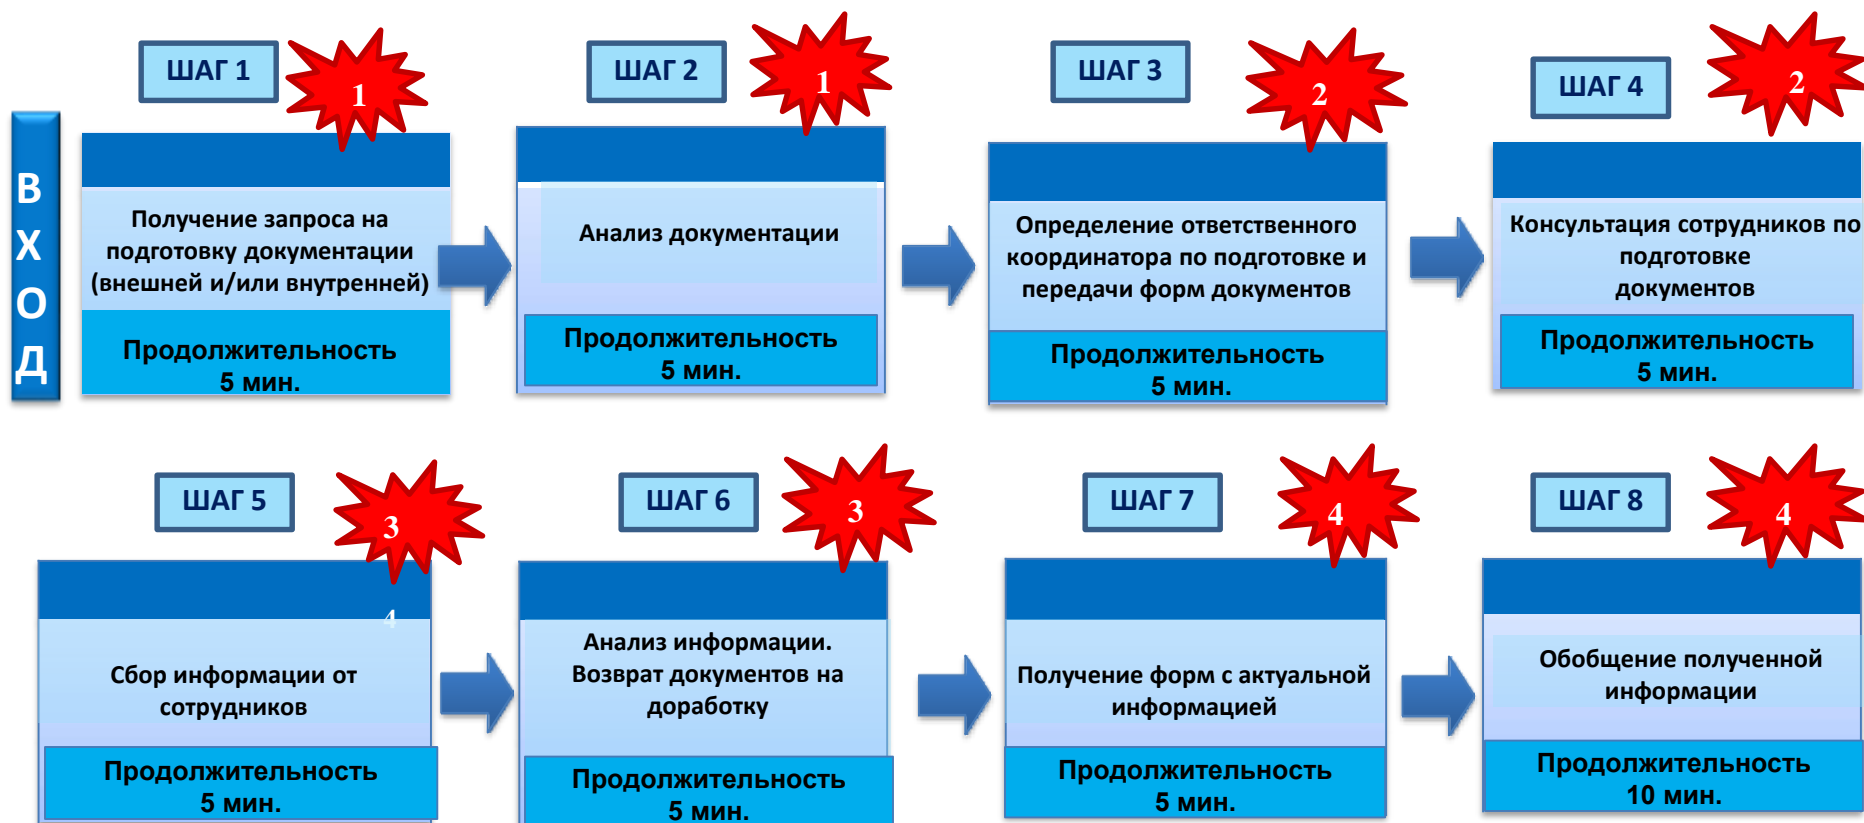 ШАГ 1
1
ШАГ 2
1
ШАГ 3
2
ШАГ 4
2
ВХОД
Получение запроса на
подготовку документации
(внешней и/или внутренней)
Продолжительность
5 мин.
Анализ документации
Продолжительность
5 мин.
Определение ответственного
координатора по подготовке и
передачи форм документов
Продолжительность
5 мин.
Консультация сотрудников по
подготовке
документов
Продолжительность
5 мин.
ШАГ 5
3
4
ШАГ 6
3
ШАГ 7
4
ШАГ 8
4
Сбор информации от
сотрудников
Продолжительность
5 мин.
Анализ информации.
Возврат документов на
доработку
Продолжительность
5 мин.
Получение форм с актуальной
информацией
Продолжительность
5 мин.
Обобщение полученной
информации
Продолжительность
10 мин.